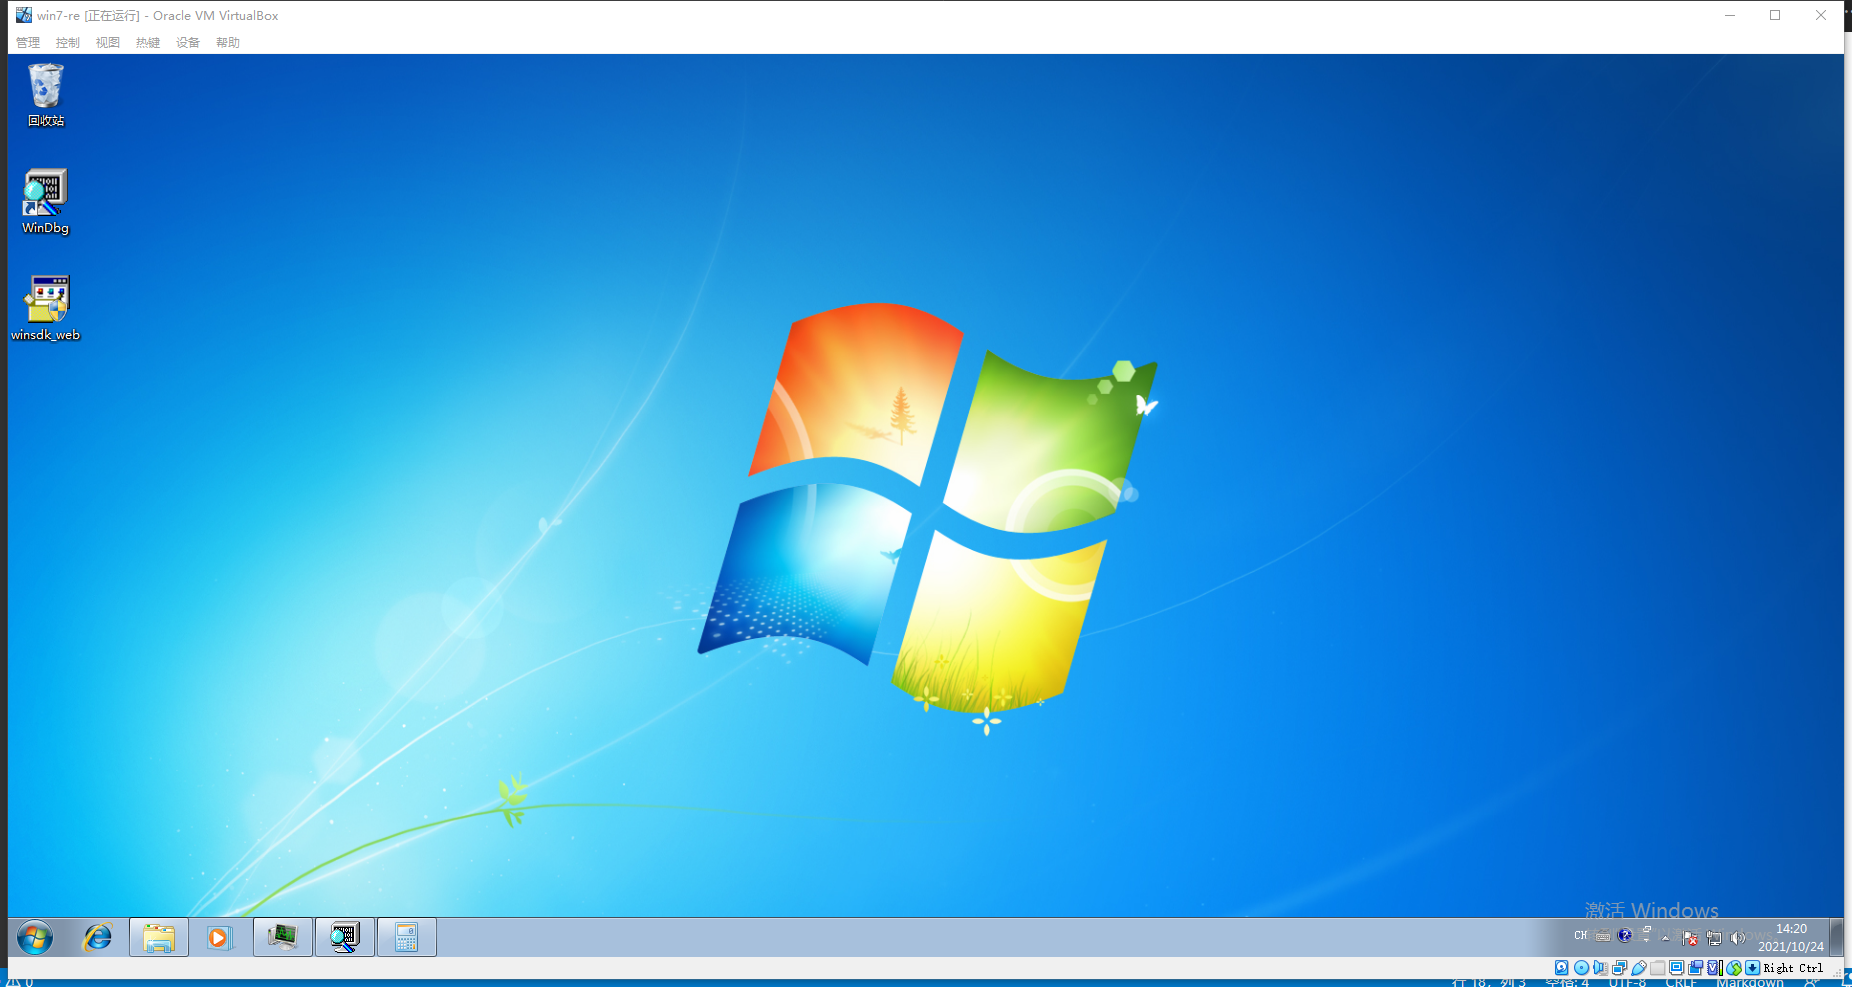 win7-re [正在运行] - Oracle VM VirtualBox
管理 控制 视图 热键 设备 帮助
回收站
WinDbg
winsdk_web
激活 Windows
CH
14:20
2021/10/24
Right Ctrl
0
行 18, 列 3 空格: 4 UTF-8 CRLF Markdown